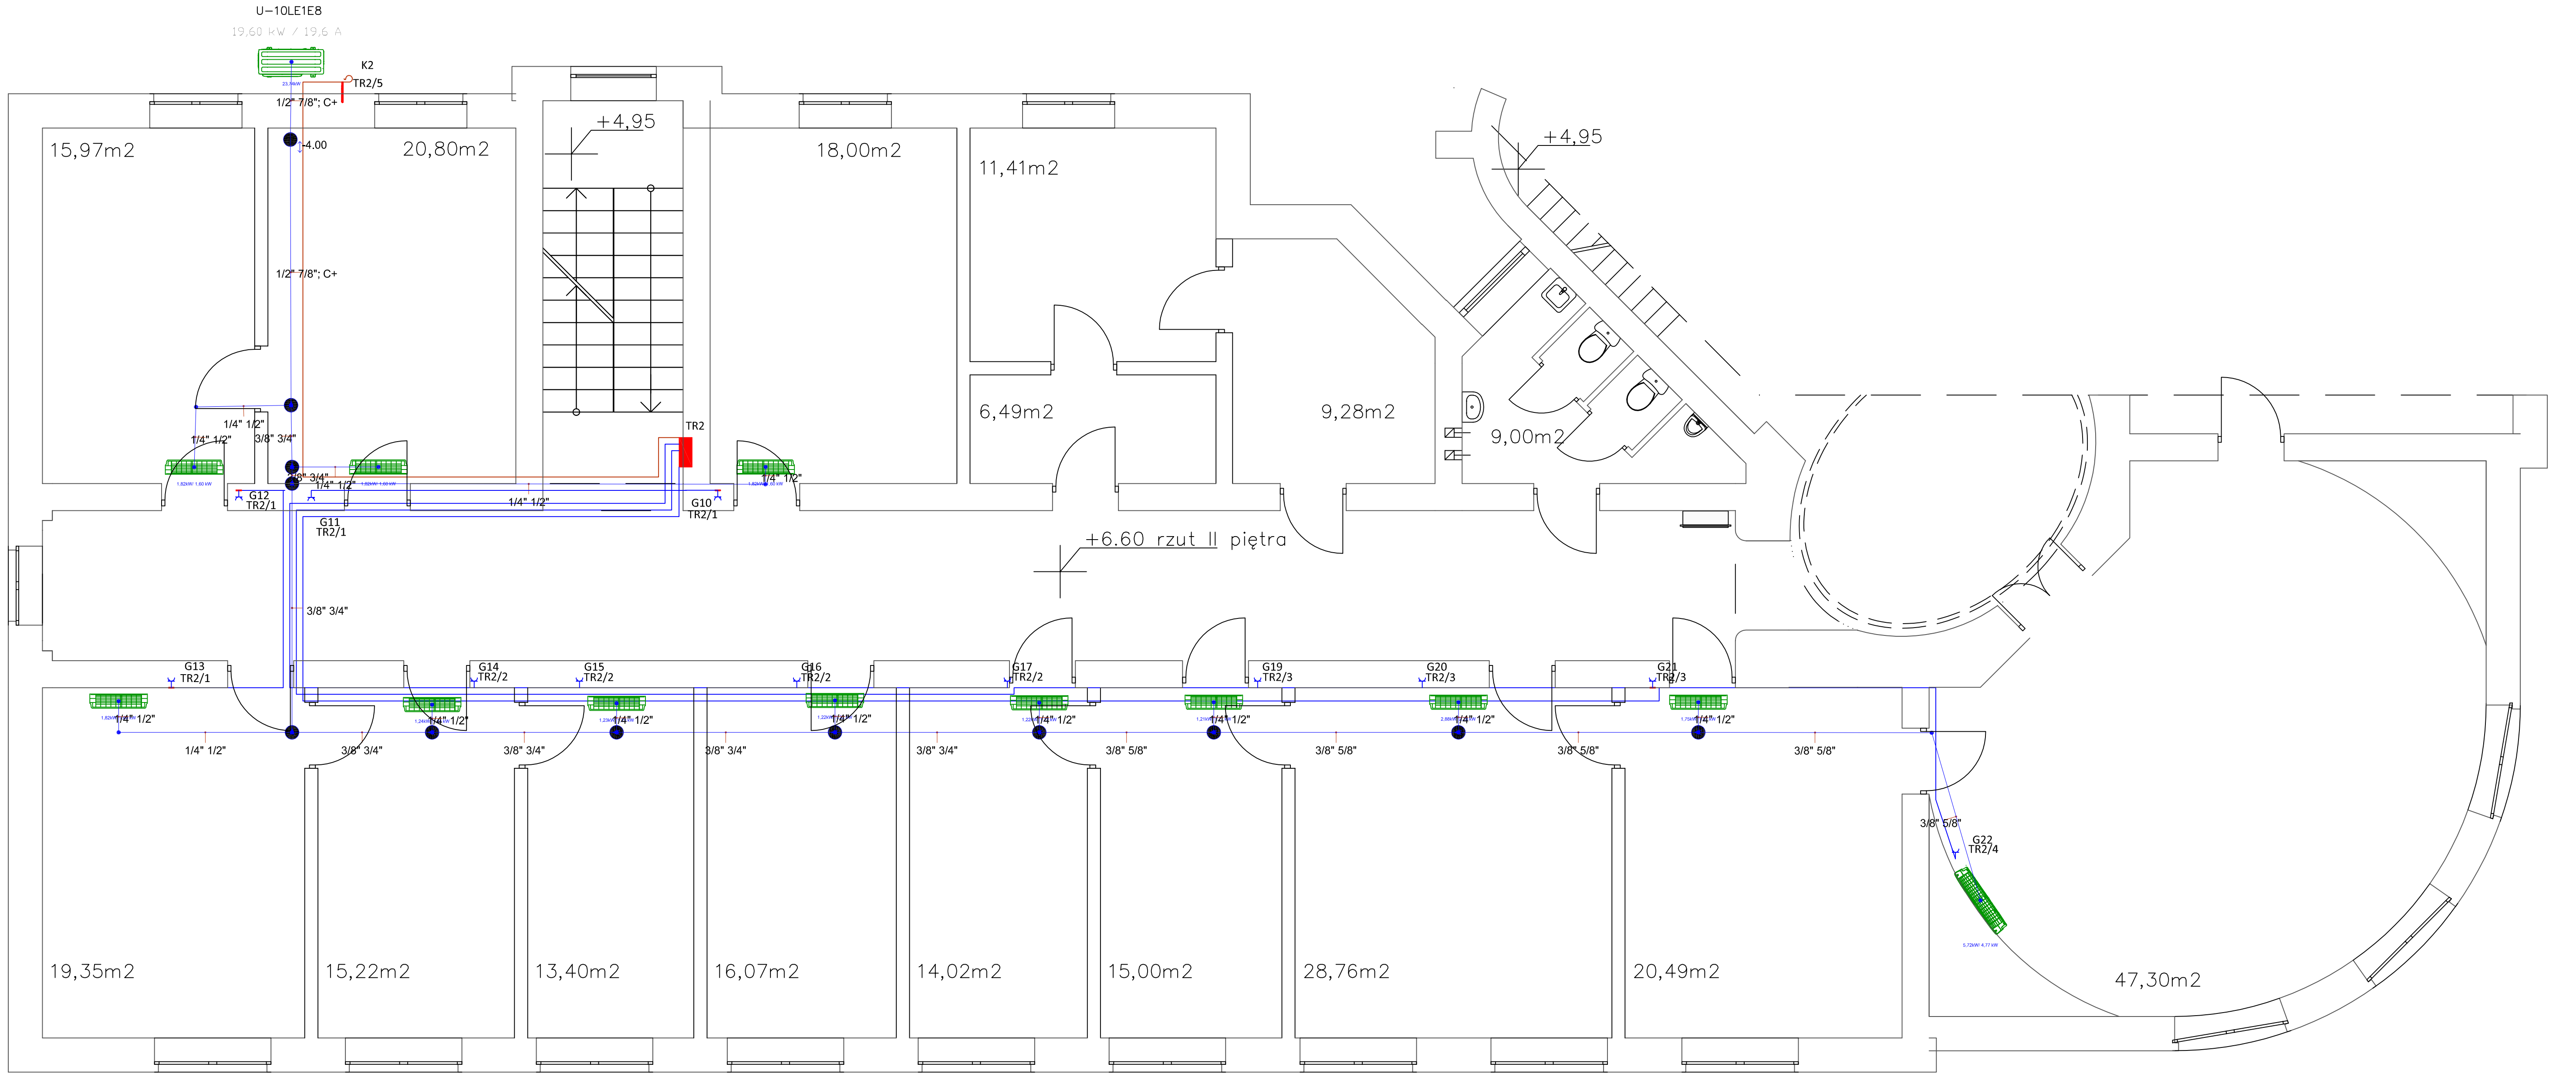 U-10LE1E8
19,60 kW / 19,6 A
K2
TR2/5
1/2" 7/8"; C+
+4,95
+4,95
-4.00
15,97m2
20,80m2
18,00m2
11,41m2
1/2" 7/8"; C+
6,49m2
9,28m2
9,00m2
1/4" 1/2"
1/4" 1/2"
3/8" 3/4"
TR2
3/8" 3/4"
1/4" 1/2"
1/4" 1/2"
1/4" 1/2"
G12
TR2/1
G11
TR2/1
G10
TR2/1
+6.60 rzut II piętra
3/8" 3/4"
G13
TR2/1
G14
TR2/2
G15
TR2/2
G16
TR2/2
G17
TR2/2
G19
TR2/3
G20
TR2/3
G21
TR2/3
1/4" 1/2"
1/4" 1/2"
1/4" 1/2"
1/4" 1/2"
1/4" 1/2"
1/4" 1/2"
1/4" 1/2"
1/4" 1/2"
1/4" 1/2"
3/8" 3/4"
3/8" 3/4"
3/8" 3/4"
3/8" 3/4"
3/8" 5/8"
3/8" 5/8"
3/8" 5/8"
3/8" 5/8"
3/8" 5/8"
G22
TR2/4
5,72kW/ 4,77 kW
19,35m2
15,22m2
13,40m2
16,07m2
14,02m2
15,00m2
28,76m2
20,49m2
47,30m2